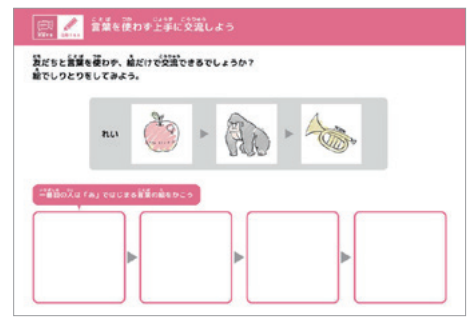 言葉を使わず上手に交流しよう
友だちと言葉を使わず、絵だけで交流できるでしょうか?
絵でしりとりをしてみよう。
れい
一番目の人は「あ」ではじまる言葉の絵をかこう